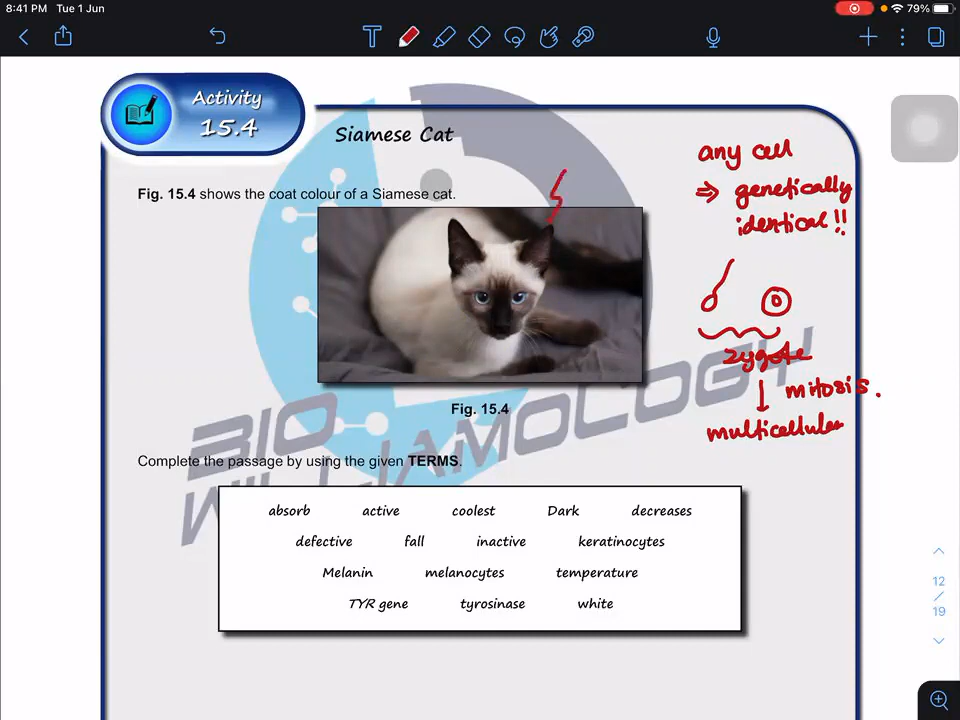 8:41 PM Tue 1 Jun
79%
Activity
15.4
Siamese Cat
Fig. 15.4 shows the coat colour of a Siamese cat.
any cell
⇒ genetically
identical!!
zygote
mitosis.
multicellular
Fig. 15.4
BIO
WILLIAMOLOGY
Complete the passage by using the given TERMS.
absorb active coolest Dark decreases
defective fall inactive keratinocytes
Melanin melanocytes temperature
TYR gene tyrosinase white
12
/
19